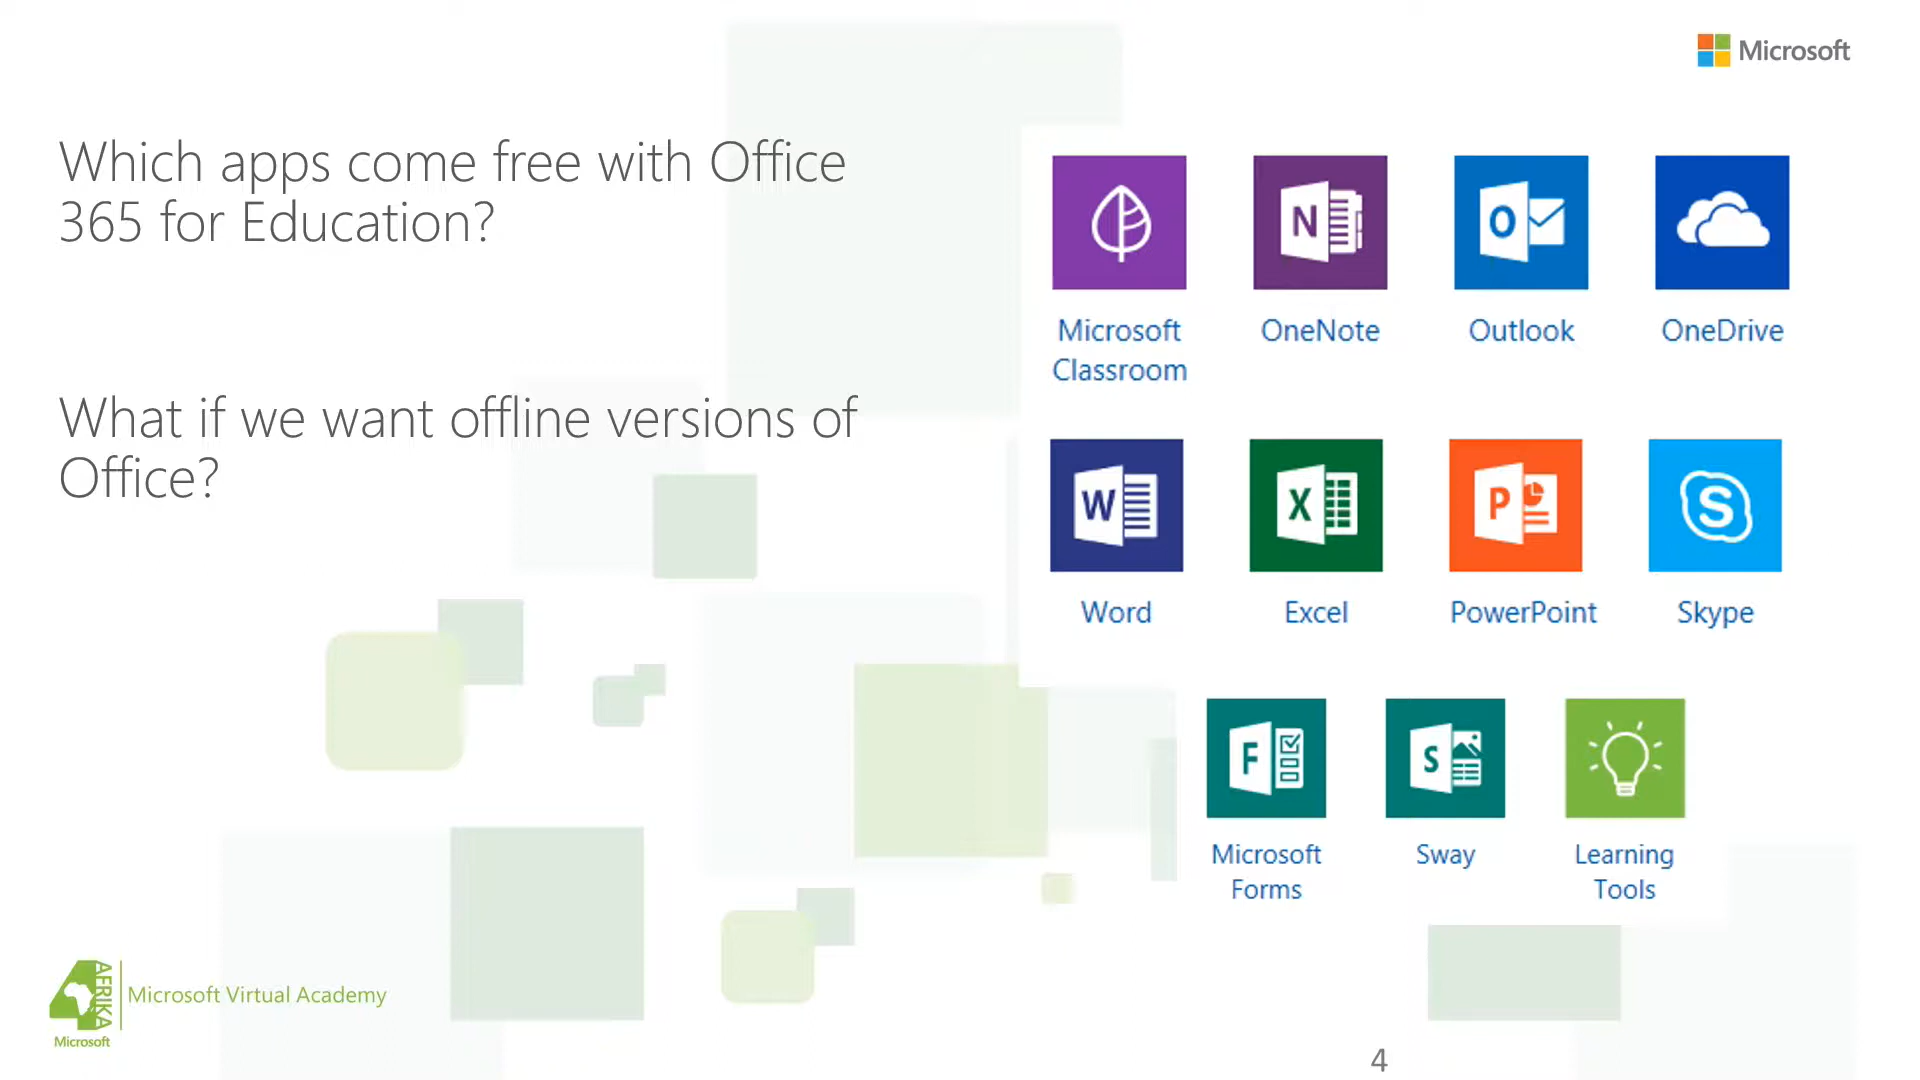 Microsoft
Which apps come free with Office
365 for Education?
What if we want offline versions of
Office?
Microsoft
Classroom
OneNote
Outlook
OneDrive
Word
Excel
PowerPoint
Skype
Microsoft
Forms
Sway
Learning
Tools
4AFRIKA
Microsoft
Microsoft Virtual Academy
4